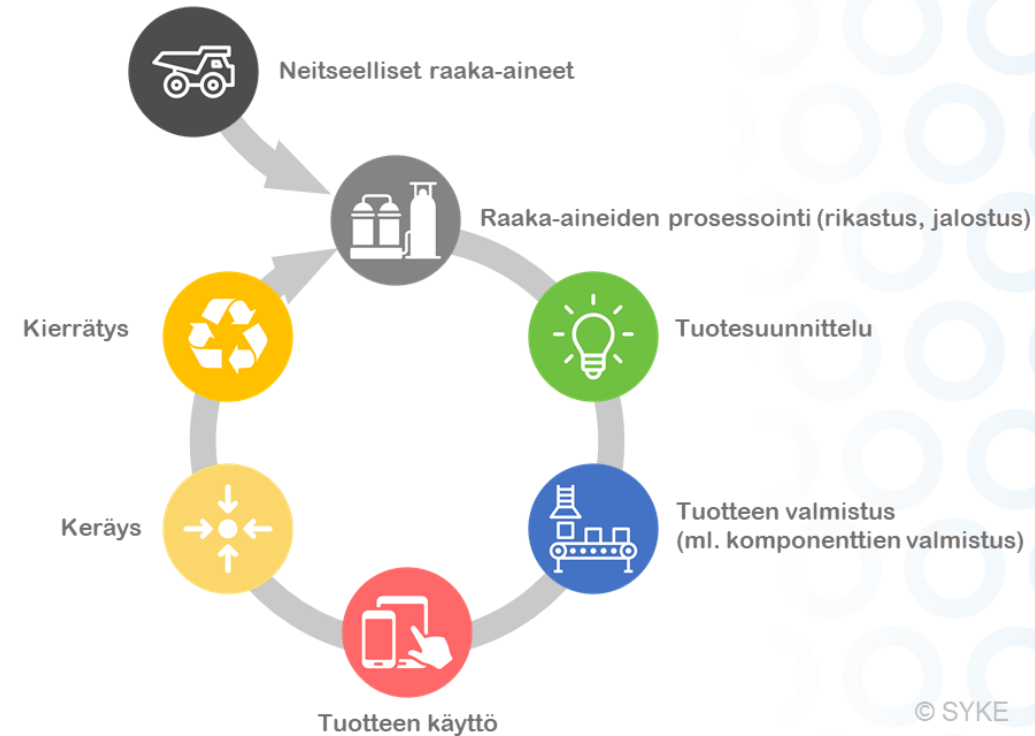 Neitseelliset raaka-aineet
Raaka-aineiden prosessointi (rikastus, jalostus)
Kierrätys
Tuotesuunnittelu
Keräys
Tuotteen valmistus
(ml. komponenttien valmistus)
Tuotteen käyttö
© SYKE